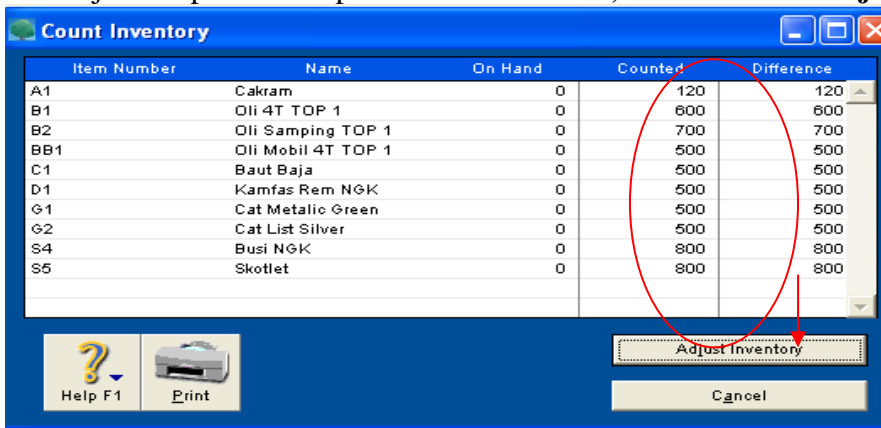 Count Inventory
Item Number Name On Hand Counted Difference
A1 Cakram 0 120 120
B1 Oli 4T TOP 1 0 600 600
B2 Oli Samping TOP 1 0 700 700
BB1 Oli Mobil 4T TOP 1 0 500 500
C1 Baut Baja 0 500 500
D1 Kamfas Rem NGK 0 500 500
G1 Cat Metalic Green 0 500 500
G2 Cat List Silver 0 500 500
S4 Busi NGK 0 800 800
S5 Skotlet 0 800 800
Adjust Inventory
Help F1 Print Cancel